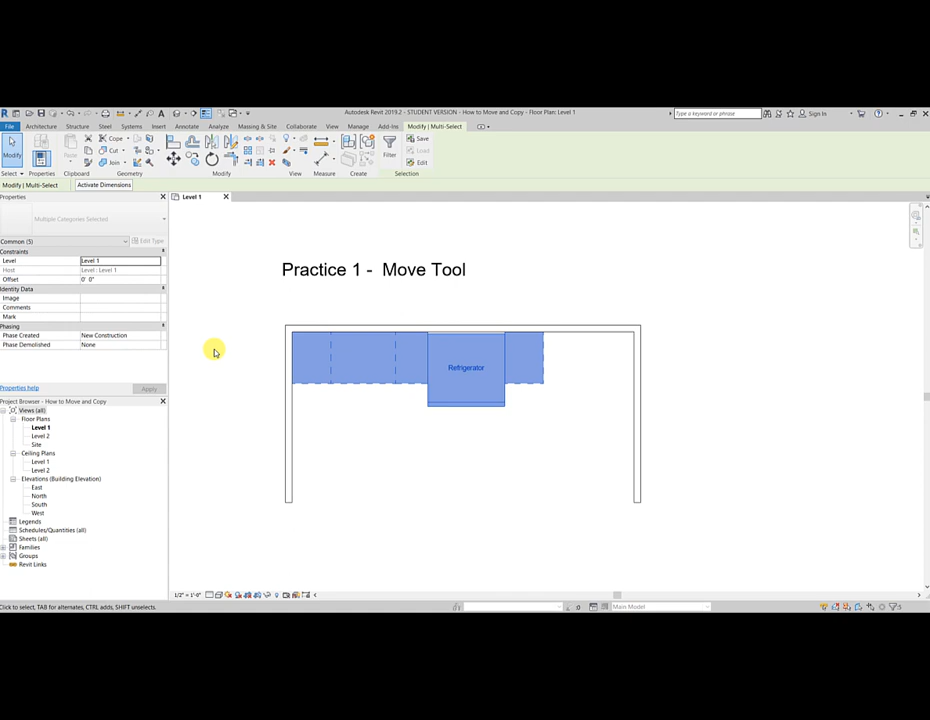 Autodesk Revit 2019.2 - STUDENT VERSION - How to Move and Copy - Floor Plan: Level 1
Type a keyword or phrase
Sign In
File Architecture Structure Steel Systems Insert Annotate Analyze Massing & Site Collaborate View Manage Add-Ins Modify | Multi-Select
Modify
Paste
Cope
Cut
Join
Filter
Save
Load
Edit
Select Properties Clipboard Geometry Modify View Measure Create Selection
Modify | Multi-Select Activate Dimensions
Properties
Level 1
Multiple Categories Selected
Common (5) Edit Type
Constraints
Level Level 1
Host Level : Level 1
Offset 0' 0"
Identity Data
Image
Comments
Mark
Phasing
Phase Created New Construction
Phase Demolished None
Properties help Apply
Project Browser - How to Move and Copy
Views (all)
Floor Plans
Level 1
Level 2
Site
Ceiling Plans
Level 1
Level 2
Elevations (Building Elevation)
East
North
South
West
Legends
Schedules/Quantities (all)
Sheets (all)
Families
Groups
Revit Links
Practice 1 - Move Tool
Refrigerator
1/2" = 1'-0"
Click to select, TAB for alternates, CTRL adds, SHIFT unselects.
:0
Main Model
:5